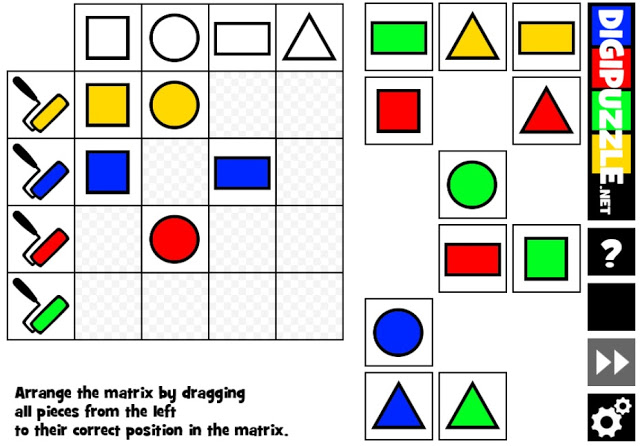 DIGIPUZZLE.NET
?
Arrange the matrix by dragging
all pieces from the left
to their correct position in the matrix.